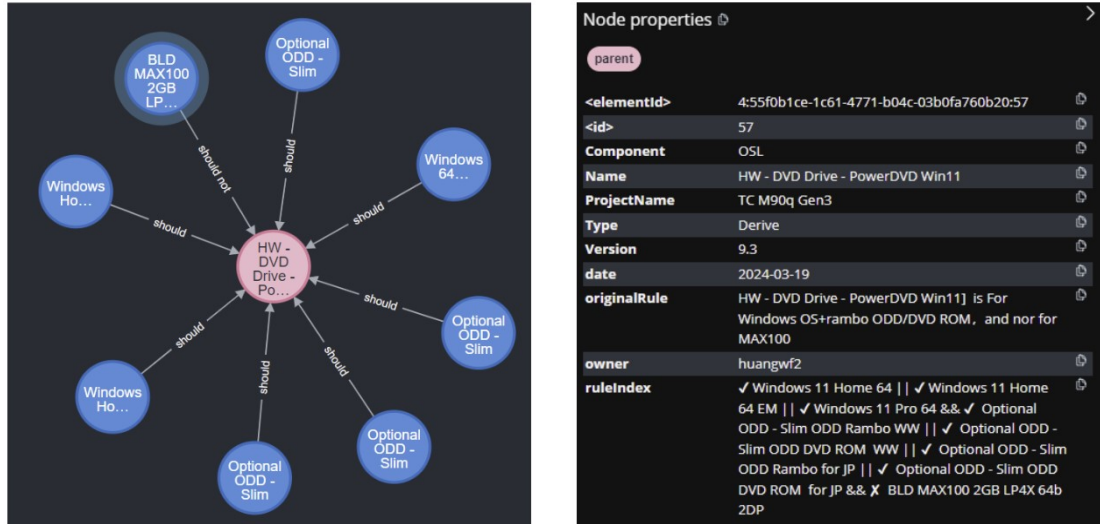 BLD
MAX100
2GB
LP...
Optional
ODD -
Slim
Windows
64...
Windows
Ho...
HW -
DVD
Drive -
Po...
Optional
ODD -
Slim
Windows
Ho...
Optional
ODD -
Slim
Optional
ODD -
Slim
should not
should
should
should
should
should
should
should
Node properties
parent
<elementId> 4:55f0b1ce-1c61-4771-b04c-03b0fa760b20:57
<id> 57
Component OSL
Name HW - DVD Drive - PowerDVD Win11
ProjectName TC M90q Gen3
Type Derive
Version 9.3
date 2024-03-19
originalRule HW - DVD Drive - PowerDVD Win11] is For
Windows OS+rambo ODD/DVD ROM，and nor for
MAX100
owner huangwf2
ruleIndex ✓ Windows 11 Home 64 || ✓ Windows 11 Home
64 EM || ✓ Windows 11 Pro 64 && ✓ Optional
ODD - Slim ODD Rambo WW || ✓ Optional ODD -
Slim ODD DVD ROM WW || ✓ Optional ODD - Slim
ODD Rambo for JP || ✓ Optional ODD - Slim ODD
DVD ROM for JP && ✗ BLD MAX100 2GB LP4X 64b
2DP